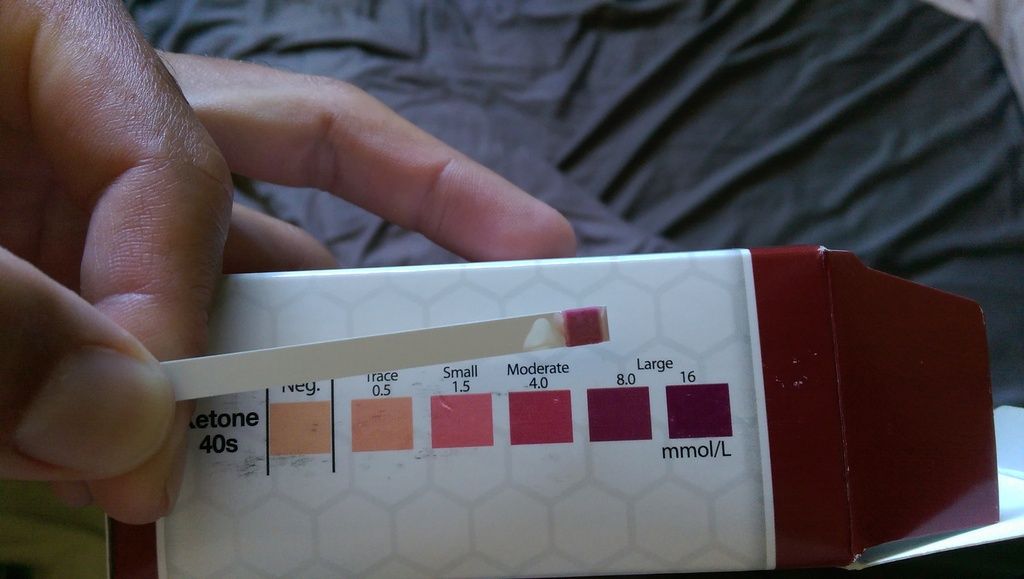 Neg.
Trace
0.5
Small
1.5
Moderate
4.0
Large
8.0 16
etone
40s
mmol/L